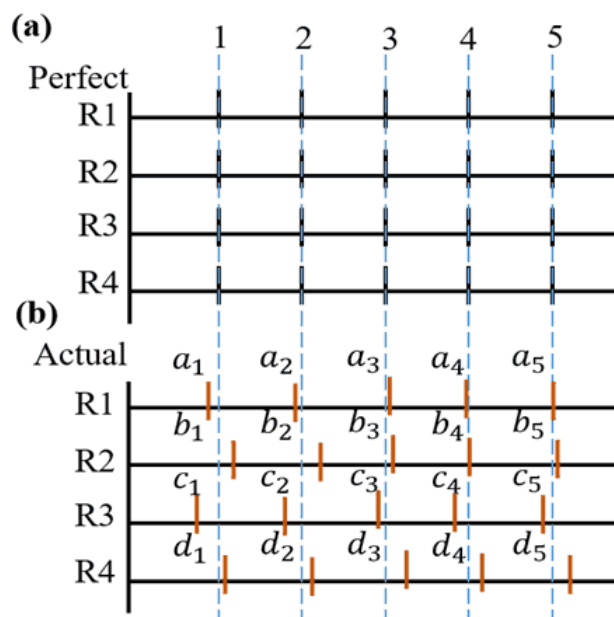 (a) 1 2 3 4 5
Perfect
R1
R2
R3
R4
(b)
Actual a₁ a₂ a₃ a₄ a₅
R1
b₁ b₂ b₃ b₄ b₅
R2
c₁ c₂ c₃ c₄ c₅
R3
d₁ d₂ d₃ d₄ d₅
R4